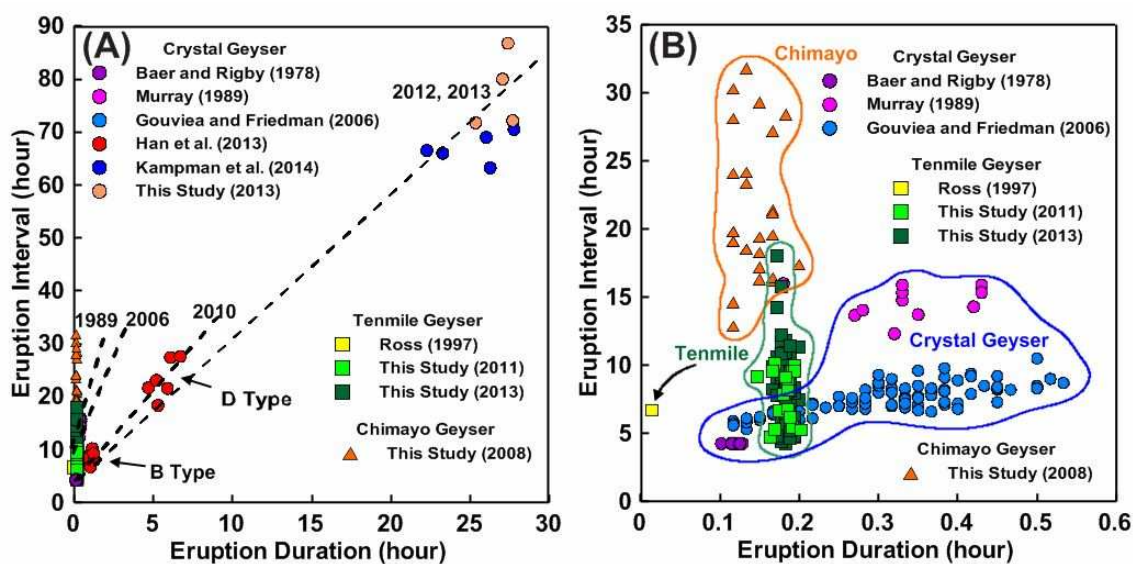 (A)
Crystal Geyser
Baer and Rigby (1978)
Murray (1989)
Gouviea and Friedman (2006)
Han et al. (2013)
Kampman et al. (2014)
This Study (2013)
2012, 2013
1989
2006
2010
D Type
B Type
Tenmile Geyser
Ross (1997)
This Study (2011)
This Study (2013)
Chimayo Geyser
This Study (2008)
Eruption Interval (hour)
90
80
70
60
50
40
30
20
10
0
0
5
10
15
20
25
30
Eruption Duration (hour)
(B)
Chimayo
Crystal Geyser
Baer and Rigby (1978)
Murray (1989)
Gouviea and Friedman (2006)
Tenmile Geyser
Ross (1997)
This Study (2011)
This Study (2013)
Tenmile
Crystal Geyser
Chimayo Geyser
This Study (2008)
Eruption Interval (hour)
35
30
25
20
15
10
5
0
0
0.1
0.2
0.3
0.4
0.5
0.6
Eruption Duration (hour)